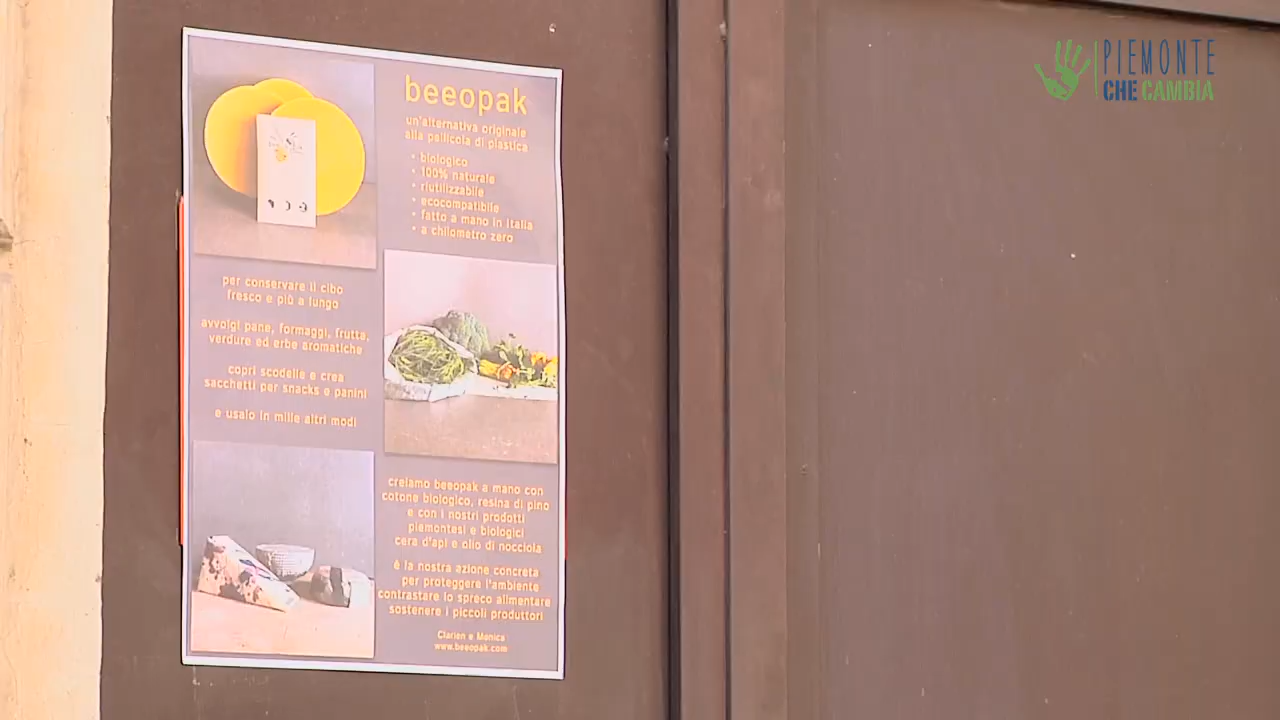 beeopak
un'alternativa originale
alla pellicola di plastica
• biologico
• 100% naturale
• riutilizzabile
• ecocompatibile
• fatto a mano in Italia
• a chilometro zero
per conservare il cibo
fresco e più a lungo
avvolgi pane, formaggi, frutta,
verdure ed erbe aromatiche
copri scodelle e crea
sacchetti per snacks e panini
e usalo in mille altri modi
creiamo beeopak a mano con
cotone biologico, resina di pino
e con i nostri prodotti
piemontesi e biologici
cera d'api e olio di nocciola
è la nostra azione concreta
per proteggere l'ambiente
contrastare lo spreco alimentare
sostenere i piccoli produttori
Clarien e Monica
www.beeopak.com
PIEMONTE
CHE CAMBIA